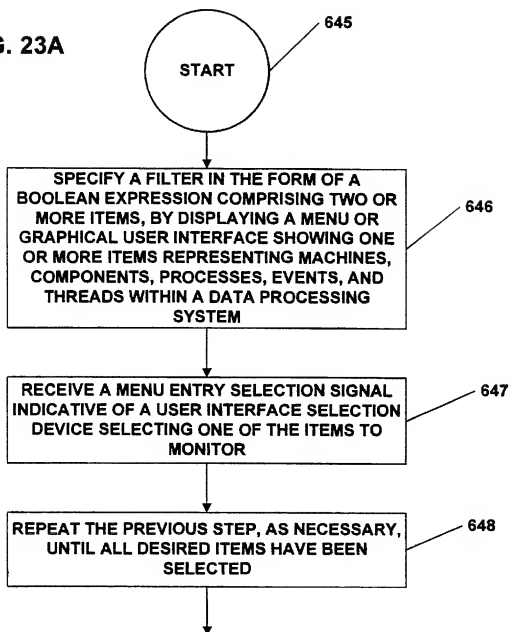 G. 23A
645
START
SPECIFY A FILTER IN THE FORM OF A
BOOLEAN EXPRESSION COMPRISING TWO OR
MORE ITEMS, BY DISPLAYING A MENU OR
GRAPHICAL USER INTERFACE SHOWING ONE
OR MORE ITEMS REPRESENTING MACHINES,
COMPONENTS, PROCESSES, EVENTS, AND
THREADS WITHIN A DATA PROCESSING
SYSTEM
646
RECEIVE A MENU ENTRY SELECTION SIGNAL
INDICATIVE OF A USER INTERFACE SELECTION
DEVICE SELECTING ONE OF THE ITEMS TO
MONITOR
647
REPEAT THE PREVIOUS STEP, AS NECESSARY,
UNTIL ALL DESIRED ITEMS HAVE BEEN
SELECTED
648